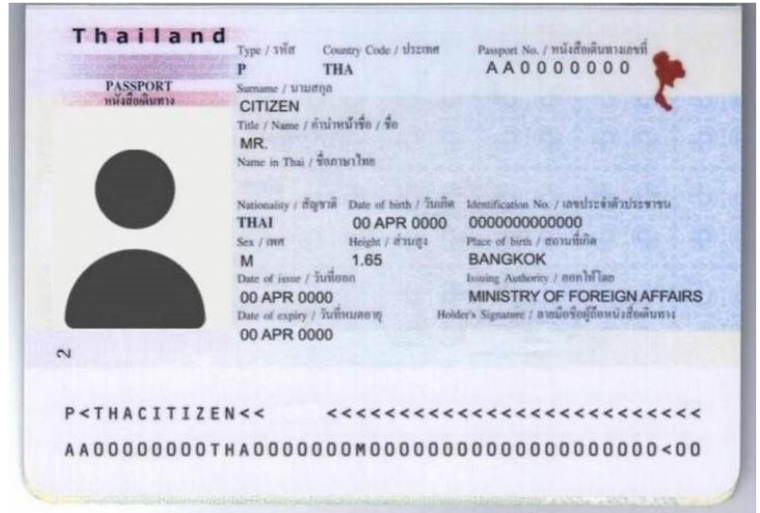 Thailand
PASSPORT
หนังสือเดินทาง
Type / รหัส Country Code / ประเทศ Passport No. / หนังสือเดินทางเลขที่
P THA AA0000000
Surname / นามสกุล
CITIZEN
Title / Name / คำนำหน้าชื่อ / ชื่อ
MR.
Name in Thai / ชื่อภาษาไทย
Nationality / สัญชาติ Date of birth / วันเกิด Identification No. / เลขประจำตัวประชาชน
THAI 00 APR 0000 0000000000000
Sex / เพศ Height / ส่วนสูง Place of birth / สถานที่เกิด
M 1.65 BANGKOK
Date of issue / วันที่ออก Issuing Authority / ออกให้โดย
00 APR 0000 MINISTRY OF FOREIGN AFFAIRS
Date of expiry / วันที่หมดอายุ Holder's Signature / ลายมือชื่อผู้ถือหนังสือเดินทาง
00 APR 0000
2
P<THACITIZEN<< <<<<<<<<<<<<<<<<<<<<<<<<<<
AA00000000THA0000000M000000000000000000000<00